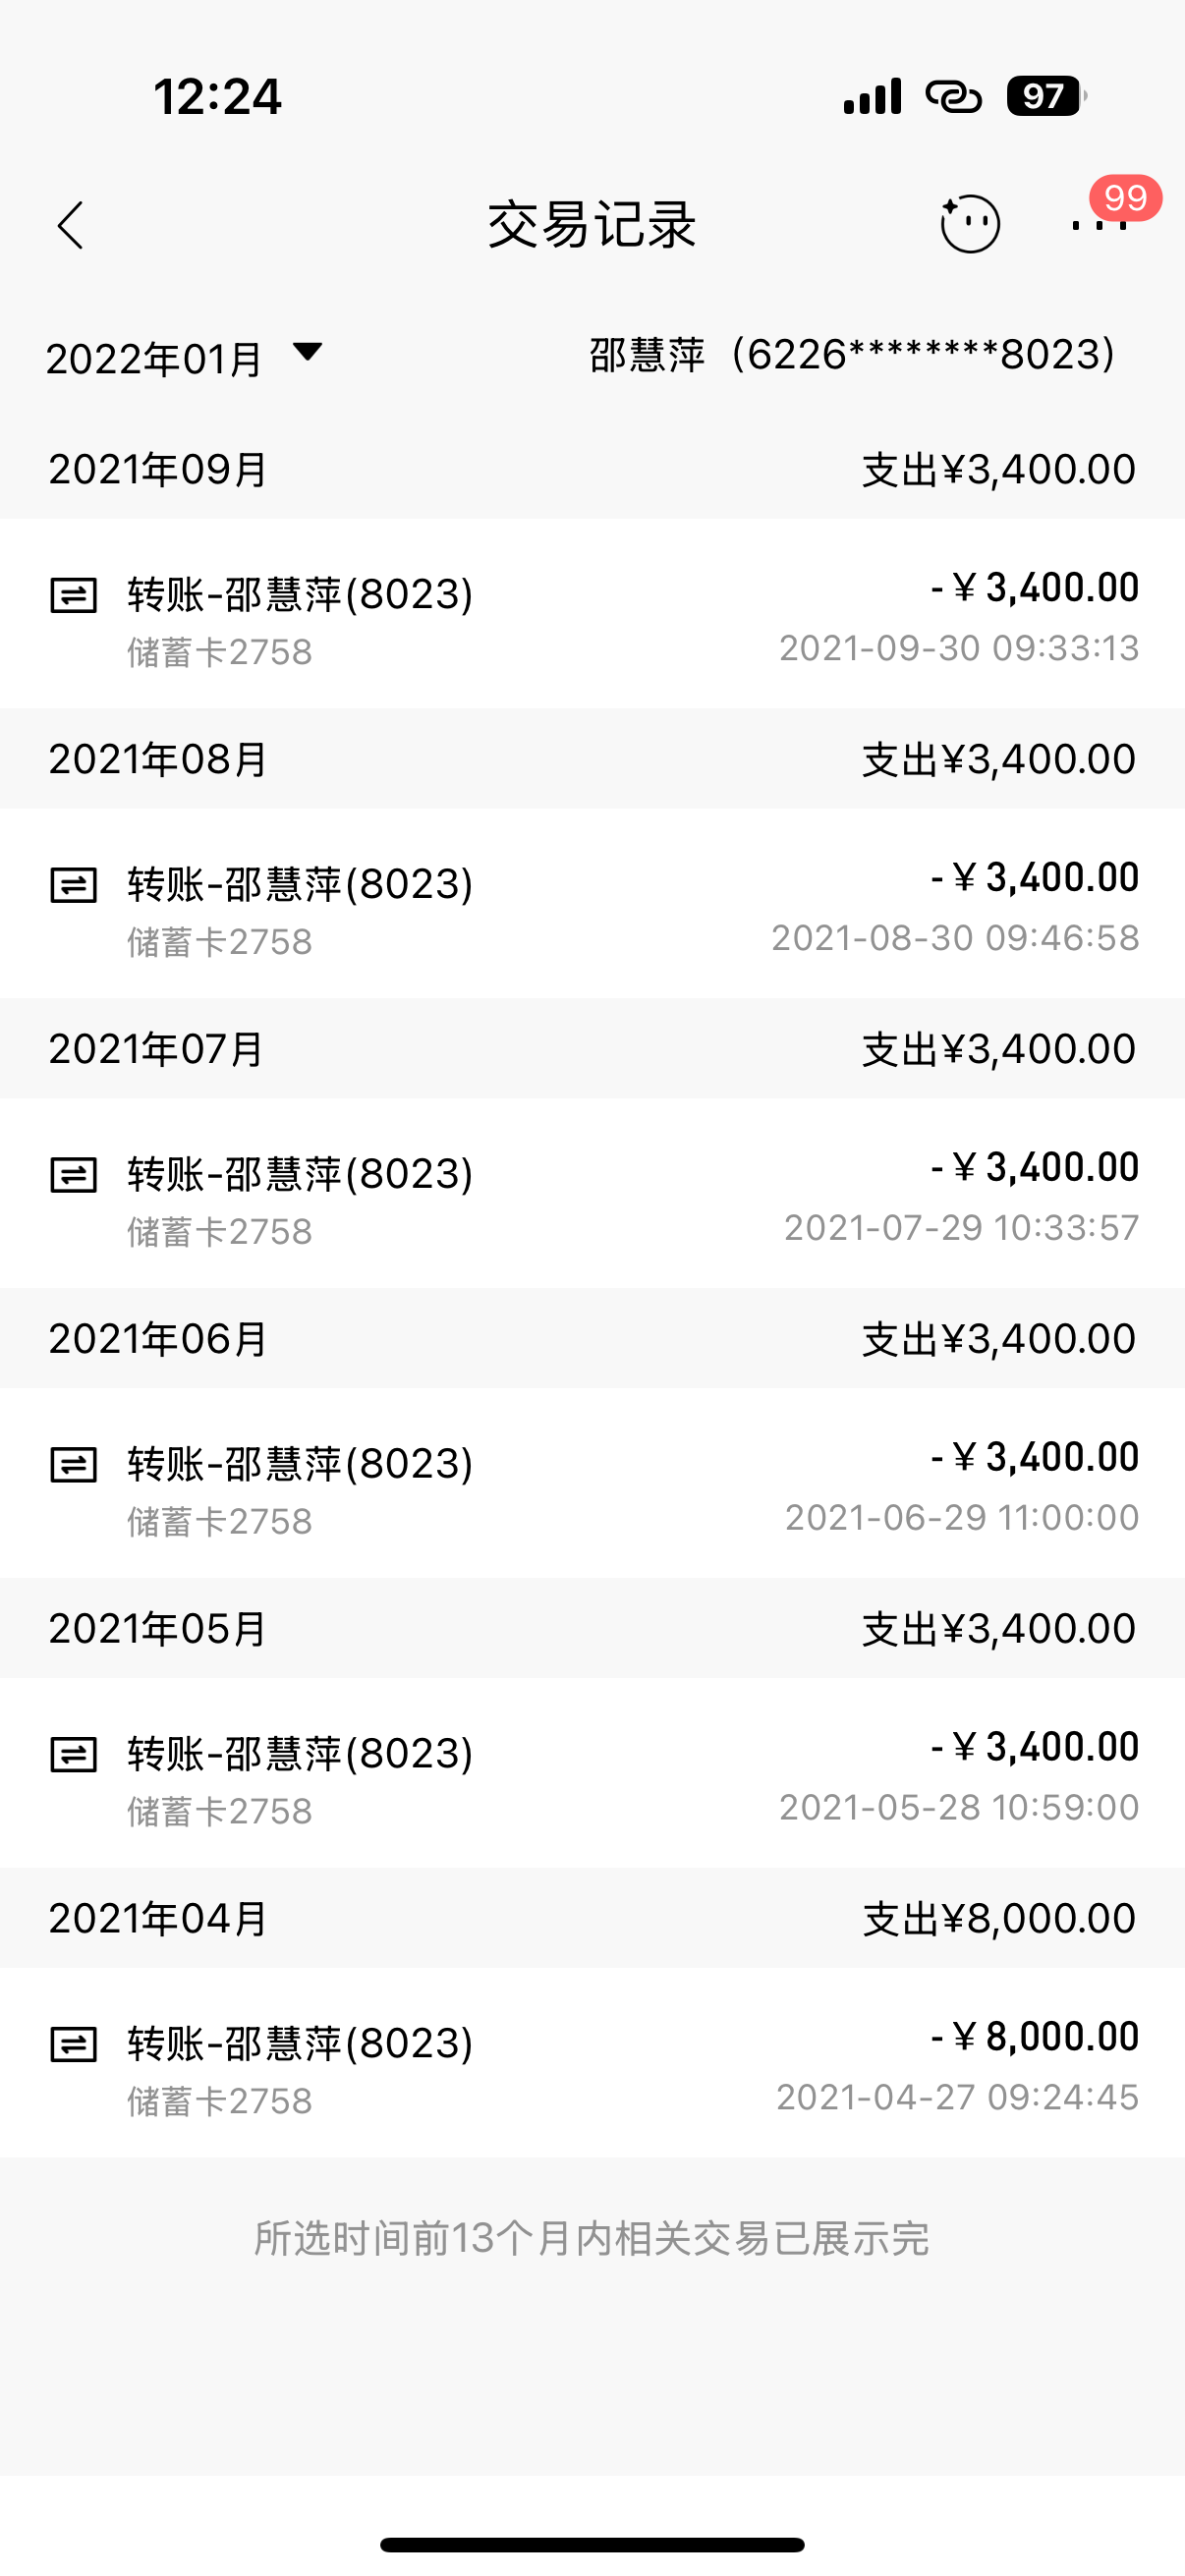 12:24
97
交易记录
99
2022年01月
邵慧萍（6226********8023）
2021年09月
支出¥3,400.00
转账-邵慧萍(8023)
-￥3,400.00
储蓄卡2758
2021-09-30 09:33:13
2021年08月
支出¥3,400.00
转账-邵慧萍(8023)
-￥3,400.00
储蓄卡2758
2021-08-30 09:46:58
2021年07月
支出¥3,400.00
转账-邵慧萍(8023)
-￥3,400.00
储蓄卡2758
2021-07-29 10:33:57
2021年06月
支出¥3,400.00
转账-邵慧萍(8023)
-￥3,400.00
储蓄卡2758
2021-06-29 11:00:00
2021年05月
支出¥3,400.00
转账-邵慧萍(8023)
-￥3,400.00
储蓄卡2758
2021-05-28 10:59:00
2021年04月
支出¥8,000.00
转账-邵慧萍(8023)
-￥8,000.00
储蓄卡2758
2021-04-27 09:24:45
所选时间前13个月内相关交易已展示完